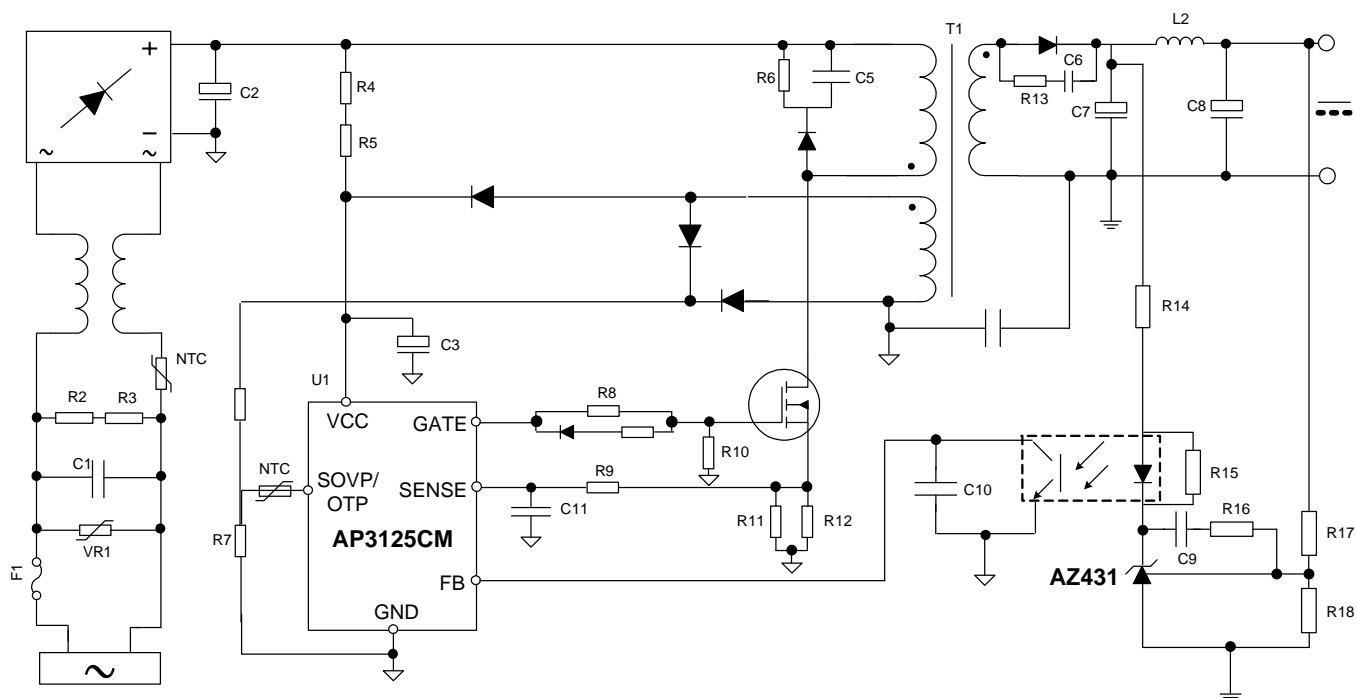 T1
L2
+
C2
R4
R6
C5
R13
C6
C7
C8
R5
−
~ ~
R14
NTC
C3
U1
R2 R3
VCC
GATE
R8
R10
C1
NTC
SOVP/
OTP
SENSE
R9
C11
C10
R15
R11 R12
R16
R17
C9
R7
AP3125CM
VR1
F1
FB
AZ431
R18
GND
~